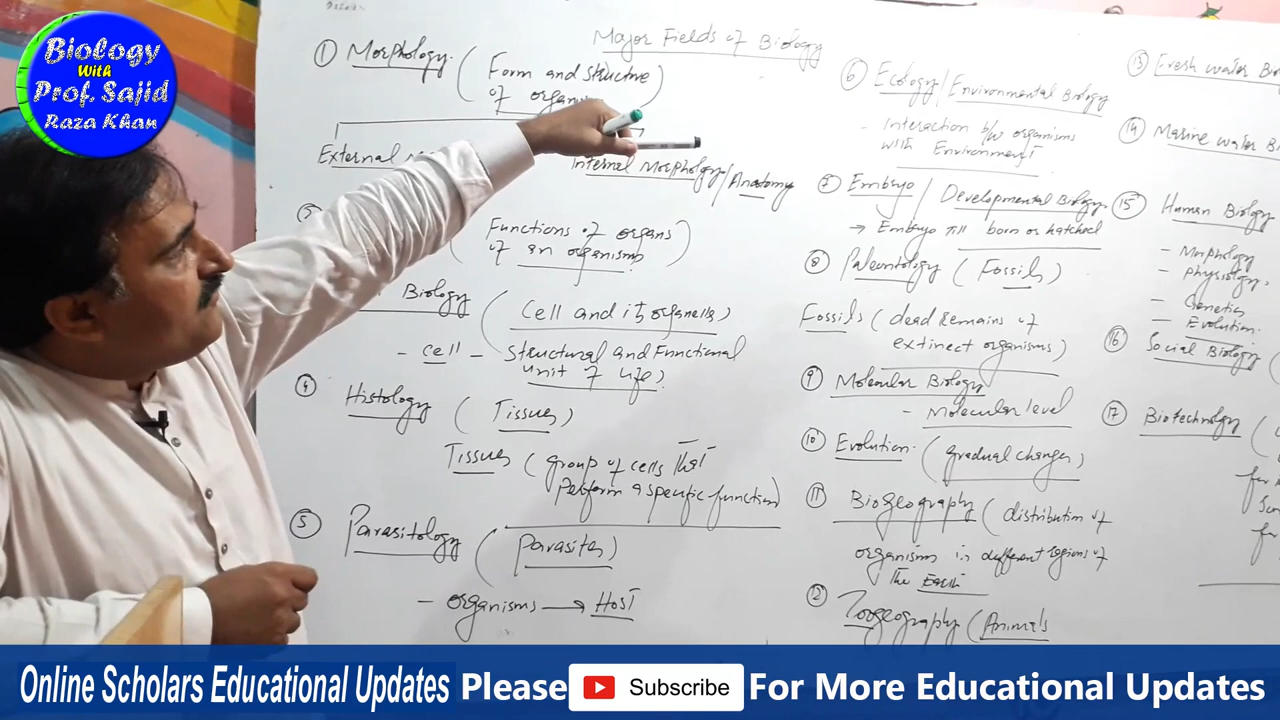 Biology
With
Prof. Sajid
Raza Khan
Major Fields of Biology
① Morphology. (Form and structure
of organis
External
Internal Morphology/Anatomy
(Functions of organs
of an organisms)
Biology (Cell and its organells)
- cell - Structural and Functional
unit of life)
④ Histology (Tissues)
Tissues (group of cells that
perform a specific function)
⑤ Parasitology (Parasites)
- organisms → Host
⑥ Ecology/Environmental Biology
- Interaction b/w organisms
with Environment
⑦ Embryo/Developmental Biology.
→ Embryo till born or hatched
⑧ Paleontology (Fossils)
Fossils (dead remains of
extinect organisms)
⑨ Molecular Biology
- Molecular level
⑩ Evolution. (gradual changes)
⑪ Biogeography (distribution of
organisms in different regions of
the Earth
⑫ Zoogeography (Animals
⑬ Fresh water Bi
⑭ Marine water Bi
⑮ Human Biology
- Morphology
- physiology,
- Genetics
- Evolution.
⑯ Social Biology (
⑰ Biotechnology (
Online Scholars Educational Updates Please Subscribe For More Educational Updates